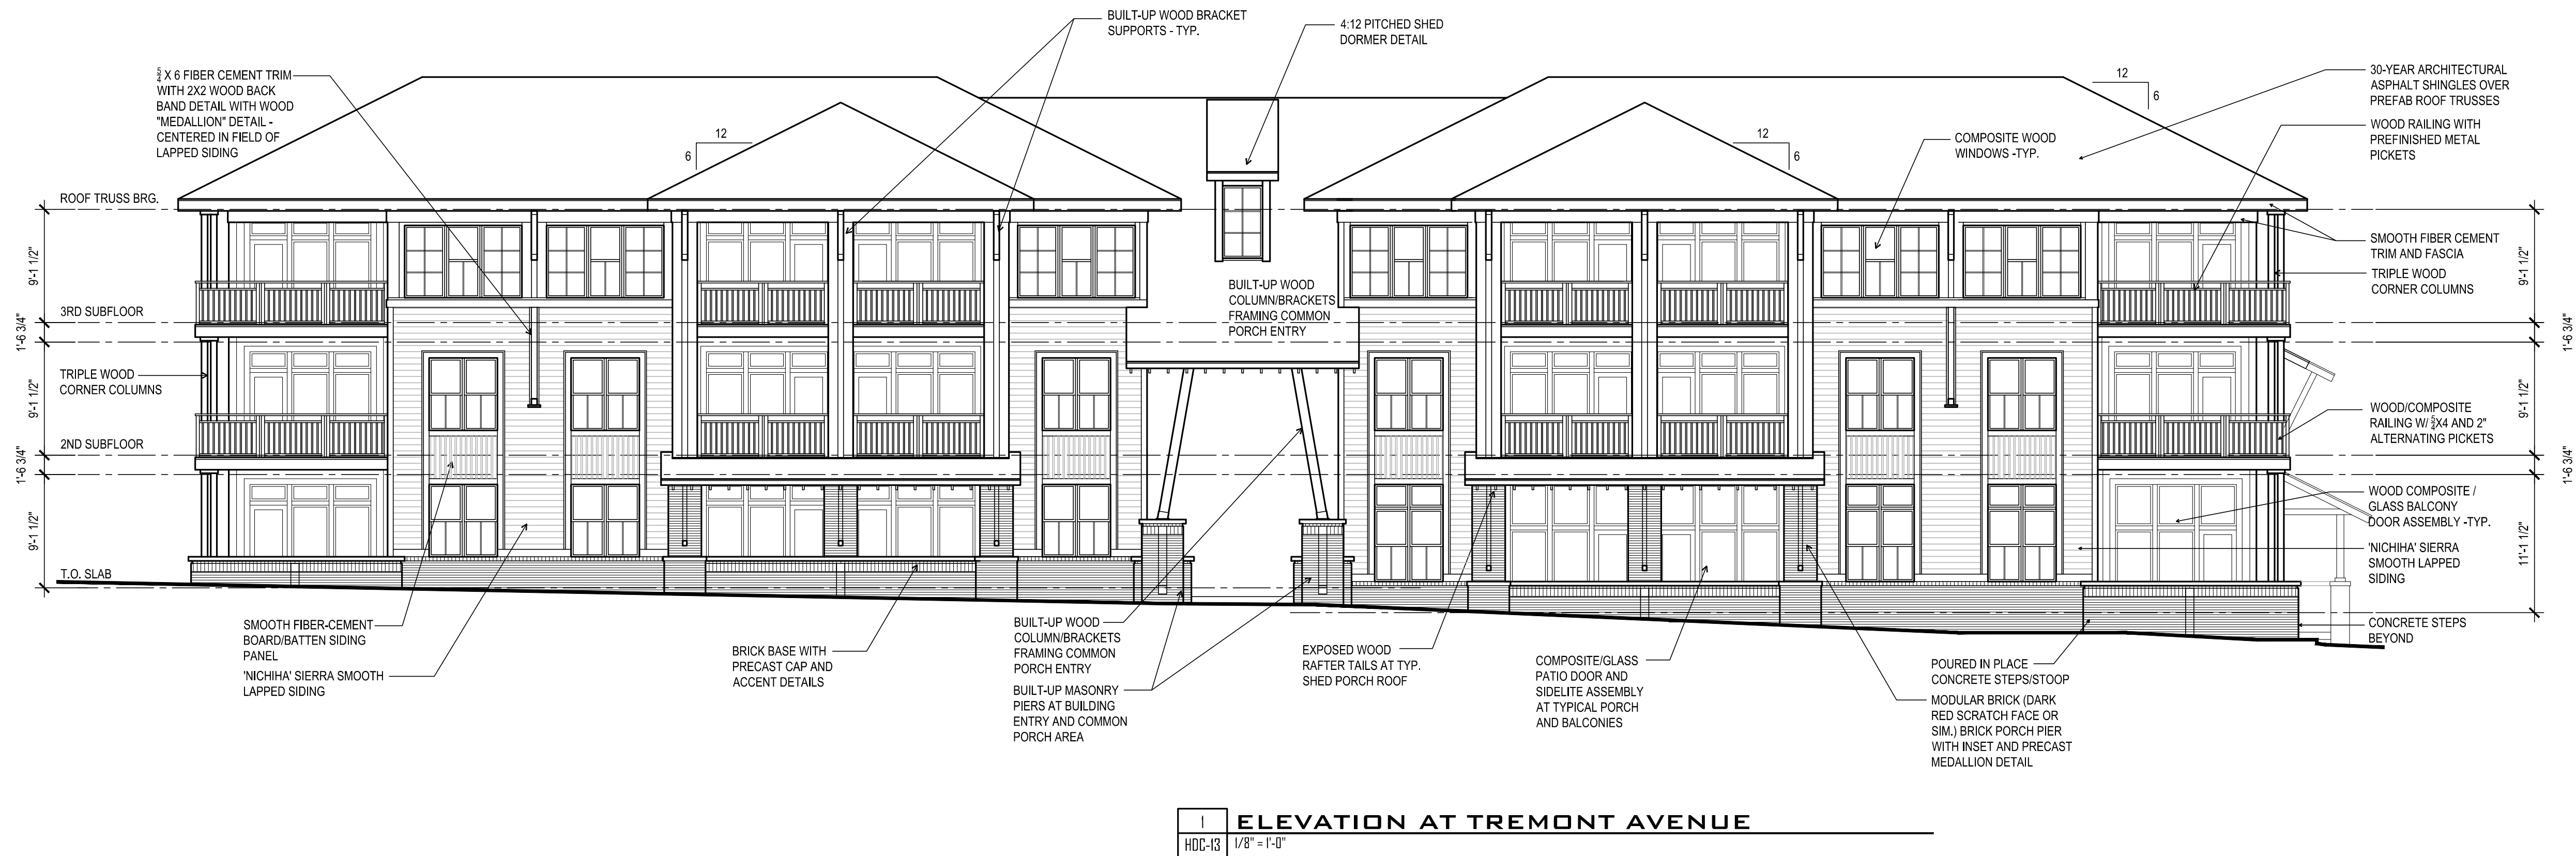 BUILT-UP WOOD BRACKET
SUPPORTS - TYP.
4:12 PITCHED SHED
DORMER DETAIL
5/4 X 6 FIBER CEMENT TRIM
WITH 2X2 WOOD BACK
BAND DETAIL WITH WOOD
"MEDALLION" DETAIL -
CENTERED IN FIELD OF
LAPPED SIDING
12
6
12
6
12
6
COMPOSITE WOOD
WINDOWS -TYP.
30-YEAR ARCHITECTURAL
ASPHALT SHINGLES OVER
PREFAB ROOF TRUSSES
WOOD RAILING WITH
PREFINISHED METAL
PICKETS
ROOF TRUSS BRG.
9'-1 1/2"
3RD SUBFLOOR
1'-6 3/4"
TRIPLE WOOD
CORNER COLUMNS
9'-1 1/2"
2ND SUBFLOOR
1'-6 3/4"
9'-1 1/2"
T.O. SLAB
BUILT-UP WOOD
COLUMN/BRACKETS
FRAMING COMMON
PORCH ENTRY
SMOOTH FIBER CEMENT
TRIM AND FASCIA
TRIPLE WOOD
CORNER COLUMNS
9'-1 1/2"
1'-6 3/4"
9'-1 1/2"
WOOD/COMPOSITE
RAILING W/ 5/4X4 AND 2"
ALTERNATING PICKETS
1'-6 3/4"
WOOD COMPOSITE /
GLASS BALCONY
DOOR ASSEMBLY -TYP.
11'-1 1/2"
'NICHIHA' SIERRA
SMOOTH LAPPED
SIDING
CONCRETE STEPS
BEYOND
SMOOTH FIBER-CEMENT
BOARD/BATTEN SIDING
PANEL
'NICHIHA' SIERRA SMOOTH
LAPPED SIDING
BRICK BASE WITH
PRECAST CAP AND
ACCENT DETAILS
BUILT-UP WOOD
COLUMN/BRACKETS
FRAMING COMMON
PORCH ENTRY
BUILT-UP MASONRY
PIERS AT BUILDING
ENTRY AND COMMON
PORCH AREA
EXPOSED WOOD
RAFTER TAILS AT TYP.
SHED PORCH ROOF
COMPOSITE/GLASS
PATIO DOOR AND
SIDELITE ASSEMBLY
AT TYPICAL PORCH
AND BALCONIES
POURED IN PLACE
CONCRETE STEPS/STOOP
MODULAR BRICK (DARK
RED SCRATCH FACE OR
SIM.) BRICK PORCH PIER
WITH INSET AND PRECAST
MEDALLION DETAIL
1
HDC-13
ELEVATION AT TREMONT AVENUE
1/8" = 1'-0"